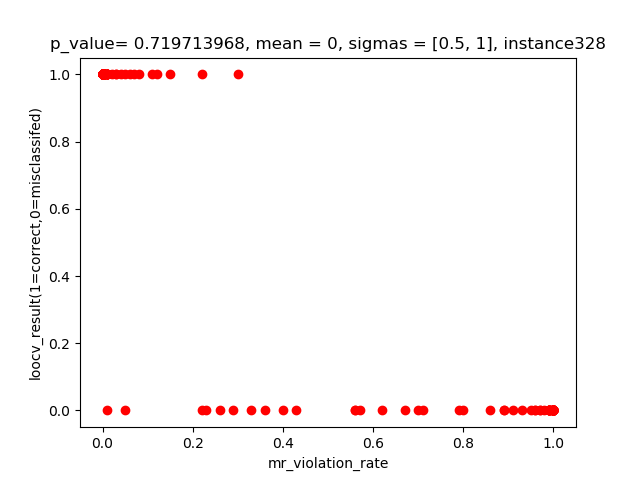 p_value= 0.719713968, mean = 0, sigmas = [0.5, 1], instance328
1.0
0.8
0.6
0.4
0.2
0.0
loocv_result(1=correct,0=misclassifed)
0.0 0.2 0.4 0.6 0.8 1.0
mr_violation_rate